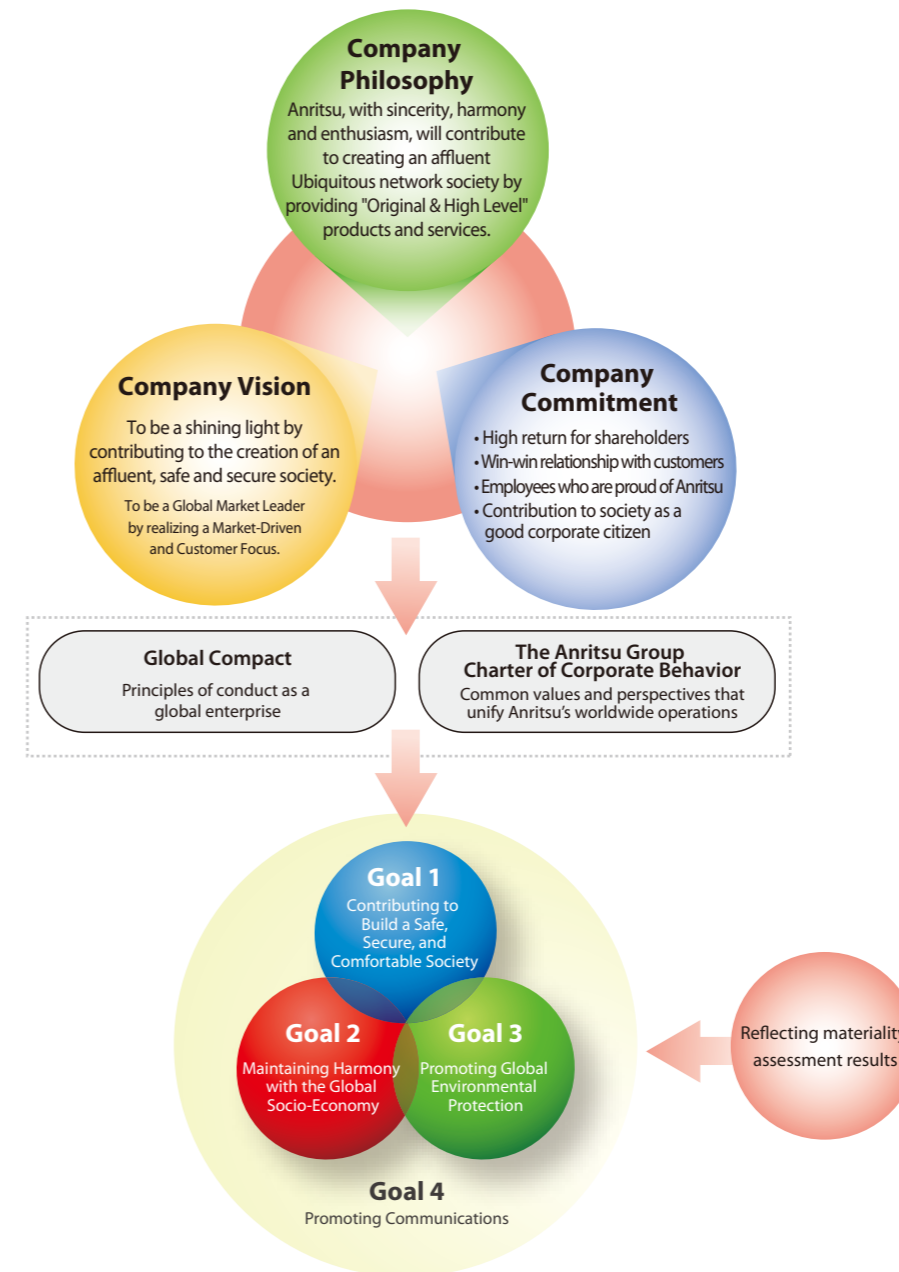 Company
Philosophy
Anritsu, with sincerity, harmony
and enthusiasm, will contribute
to creating an affluent
Ubiquitous network society by
providing "Original & High Level"
products and services.
Company Vision
To be a shining light by
contributing to the creation of an
affluent, safe and secure society.
To be a Global Market Leader
by realizing a Market-Driven
and Customer Focus.
Company
Commitment
• High return for shareholders
• Win-win relationship with customers
• Employees who are proud of Anritsu
• Contribution to society as a
good corporate citizen
Global Compact
Principles of conduct as a
global enterprise
The Anritsu Group
Charter of Corporate Behavior
Common values and perspectives that
unify Anritsu's worldwide operations
Goal 1
Contributing to
Build a Safe,
Secure, and
Comfortable Society
Goal 2
Maintaining Harmony
with the Global
Socio-Economy
Goal 3
Promoting Global
Environmental
Protection
Goal 4
Promoting Communications
Reflecting materiality
assessment results